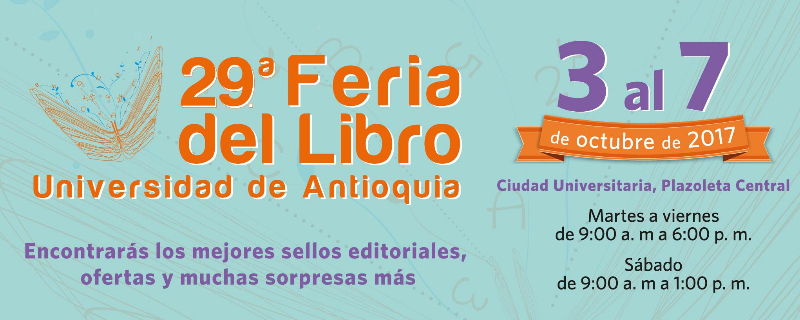 29.ª Feria
del Libro
Universidad de Antioquia
Encontrarás los mejores sellos editoriales,
ofertas y muchas sorpresas más
3 al 7
de octubre de 2017
Ciudad Universitaria, Plazoleta Central
Martes a viernes
de 9:00 a. m a 6:00 p. m.
Sábado
de 9:00 a. m a 1:00 p. m.